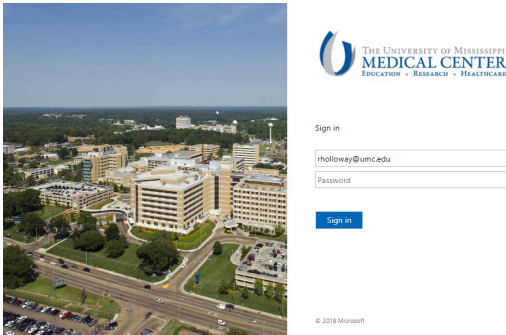 THE UNIVERSITY OF MISSISSIPPI
MEDICAL CENTER
EDUCATION • RESEARCH • HEALTHCARE
Sign in
rholloway@umc.edu
Password
Sign in
© 2018 Microsoft